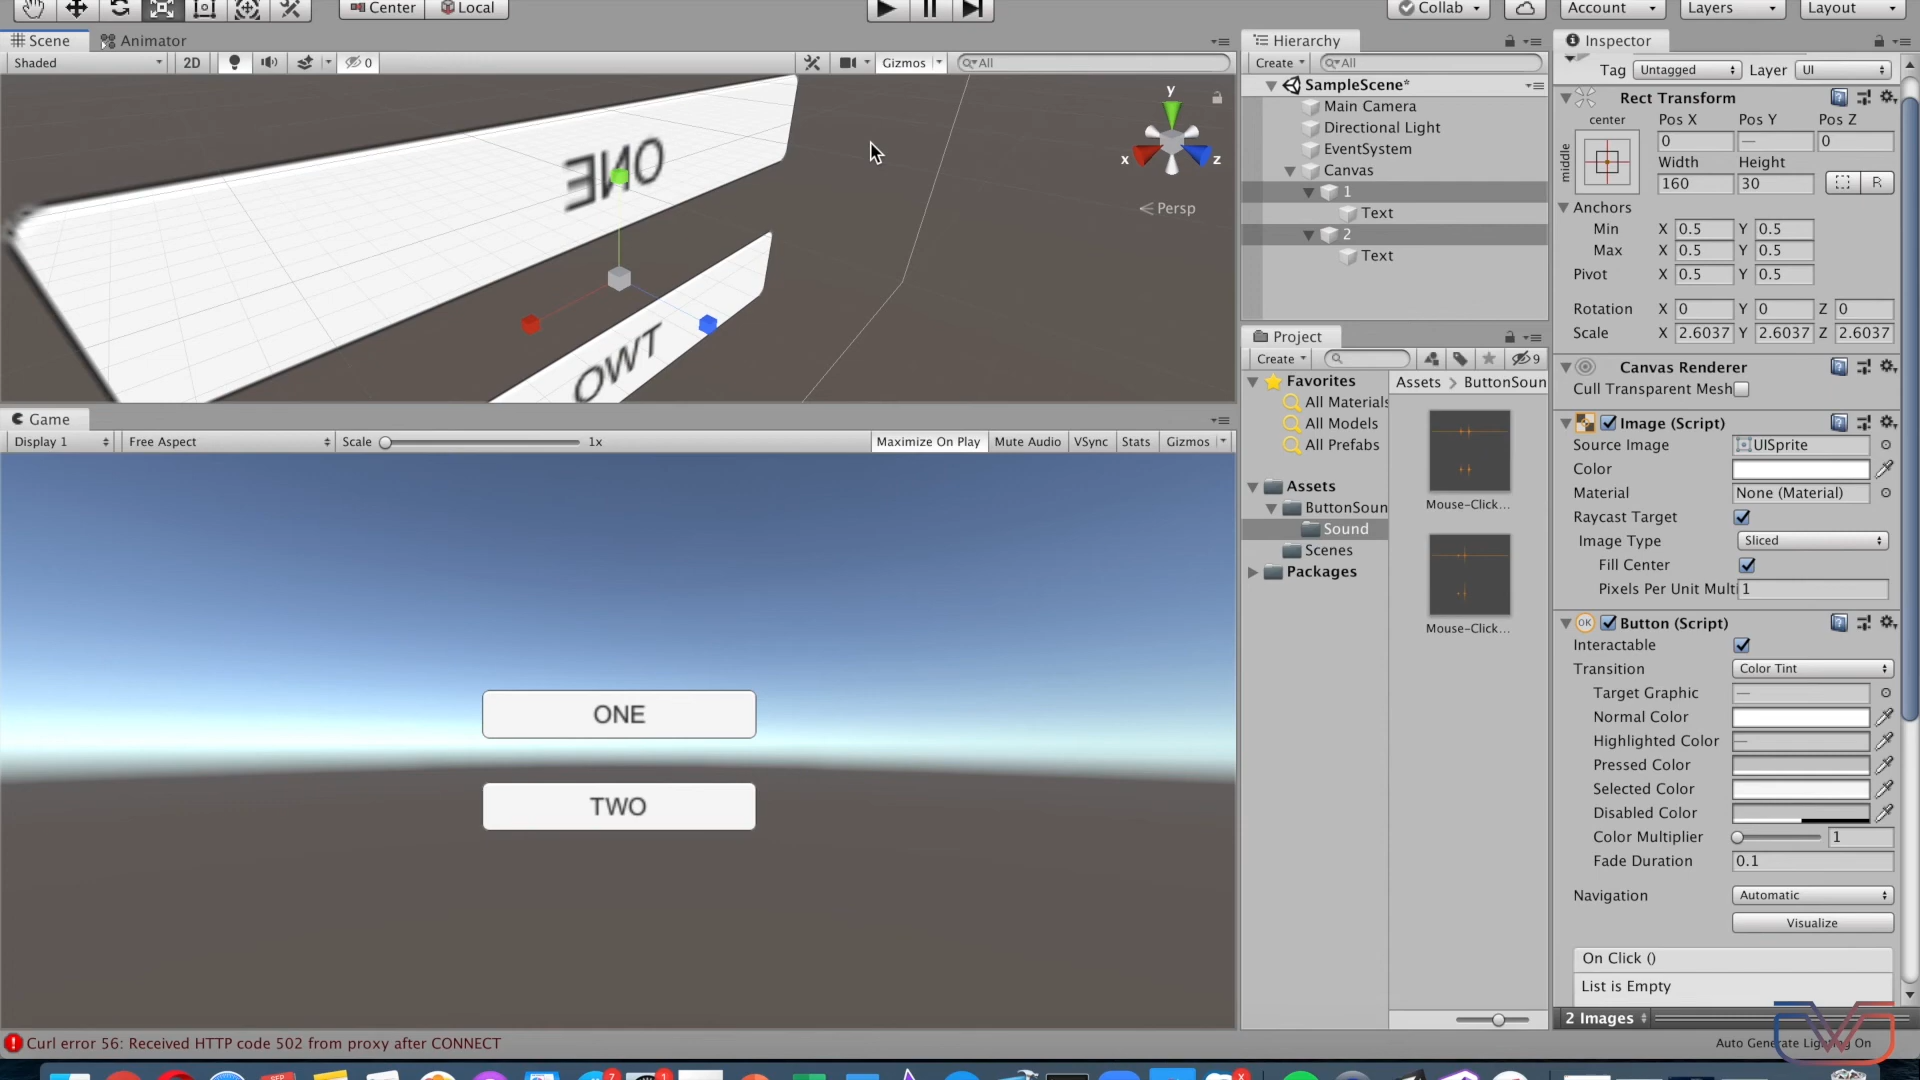 Center
Local
Collab
Account
Layers
Layout
Scene
Animator
Shaded
2D
0
Gizmos
All
ONE
TWO
y
x
z
Persp
Game
Display 1
Free Aspect
Scale
1x
Maximize On Play
Mute Audio
VSync
Stats
Gizmos
ONE
TWO
Curl error 56: Received HTTP code 502 from proxy after CONNECT
Hierarchy
Create
All
SampleScene*
Main Camera
Directional Light
EventSystem
Canvas
1
Text
2
Text
Project
Create
9
Favorites
All Materials
All Models
All Prefabs
Assets
ButtonSoun
Sound
Scenes
Packages
Assets > ButtonSoun
Mouse-Click...
Mouse-Click...
Inspector
Tag Untagged Layer UI
Rect Transform
center
middle
Pos X Pos Y Pos Z
0 — 0
Width Height
160 30
R
Anchors
Min X 0.5 Y 0.5
Max X 0.5 Y 0.5
Pivot X 0.5 Y 0.5
Rotation X 0 Y 0 Z 0
Scale X 2.6037 Y 2.6037 Z 2.6037
Canvas Renderer
Cull Transparent Mesh
Image (Script)
Source Image UISprite
Color
Material None (Material)
Raycast Target
Image Type Sliced
Fill Center
Pixels Per Unit Multi 1
OK Button (Script)
Interactable
Transition Color Tint
Target Graphic —
Normal Color
Highlighted Color —
Pressed Color
Selected Color
Disabled Color
Color Multiplier 1
Fade Duration 0.1
Navigation Automatic
Visualize
On Click ()
List is Empty
2 Images
Auto Generate Lighting On
SEP
7
1
x